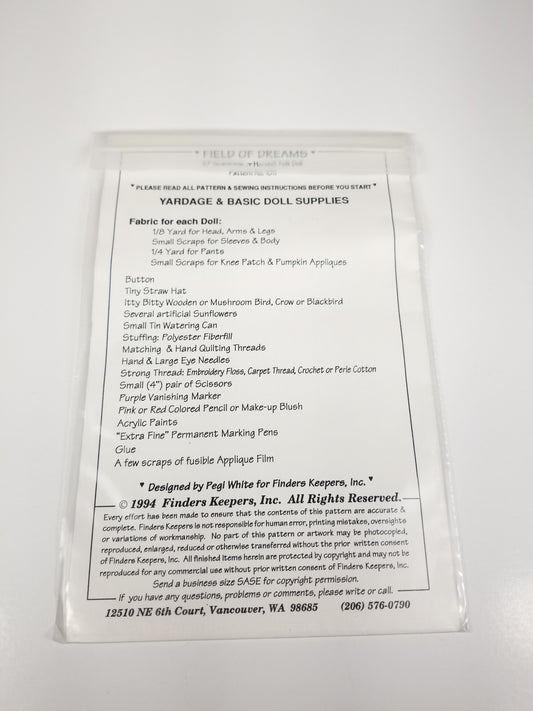 * FIELD OF DREAMS *
♥ PLEASE READ ALL PATTERN & SEWING INSTRUCTIONS BEFORE YOU START ♥
YARDAGE & BASIC DOLL SUPPLIES
Fabric for each Doll:
1/8 Yard for Head, Arms & Legs
Small Scraps for Sleeves & Body
1/4 Yard for Pants
Small Scraps for Knee Patch & Pumpkin Appliques
Button
Tiny Straw Hat
Itty Bitty Wooden or Mushroom Bird, Crow or Blackbird
Several artificial Sunflowers
Small Tin Watering Can
Stuffing: Polyester Fiberfill
Matching & Hand Quilting Threads
Hand & Large Eye Needles
Strong Thread: Embroidery Floss, Carpet Thread, Crochet or Perle Cotton
Small (4") pair of Scissors
Purple Vanishing Marker
Pink or Red Colored Pencil or Make-up Blush
Acrylic Paints
"Extra Fine" Permanent Marking Pens
Glue
A few scraps of fusible Applique Film
♥ Designed by Pegi White for Finders Keepers, Inc. ♥
© 1994 Finders Keepers, Inc. All Rights Reserved.
Every effort has been made to ensure that the contents of this pattern are accurate &
complete. Finders Keepers is not responsible for human error, printing mistakes, oversights
or variations of workmanship. No part of this pattern or artwork may be photocopied,
reproduced, enlarged, reduced or otherwise transferred without the prior written consent
of Finders Keepers, Inc. All finished items herein are protected by copyright and may not be
reproduced for any commercial use without prior written consent of Finders Keepers, Inc.
Send a business size SASE for copyright permission.
If you have any questions, problems or comments, please write or call.
12510 NE 6th Court, Vancouver, WA 98685 (206) 576-0790